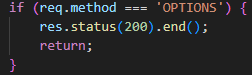 if (req.method === 'OPTIONS') {
    res.status(200).end();
    return;
}